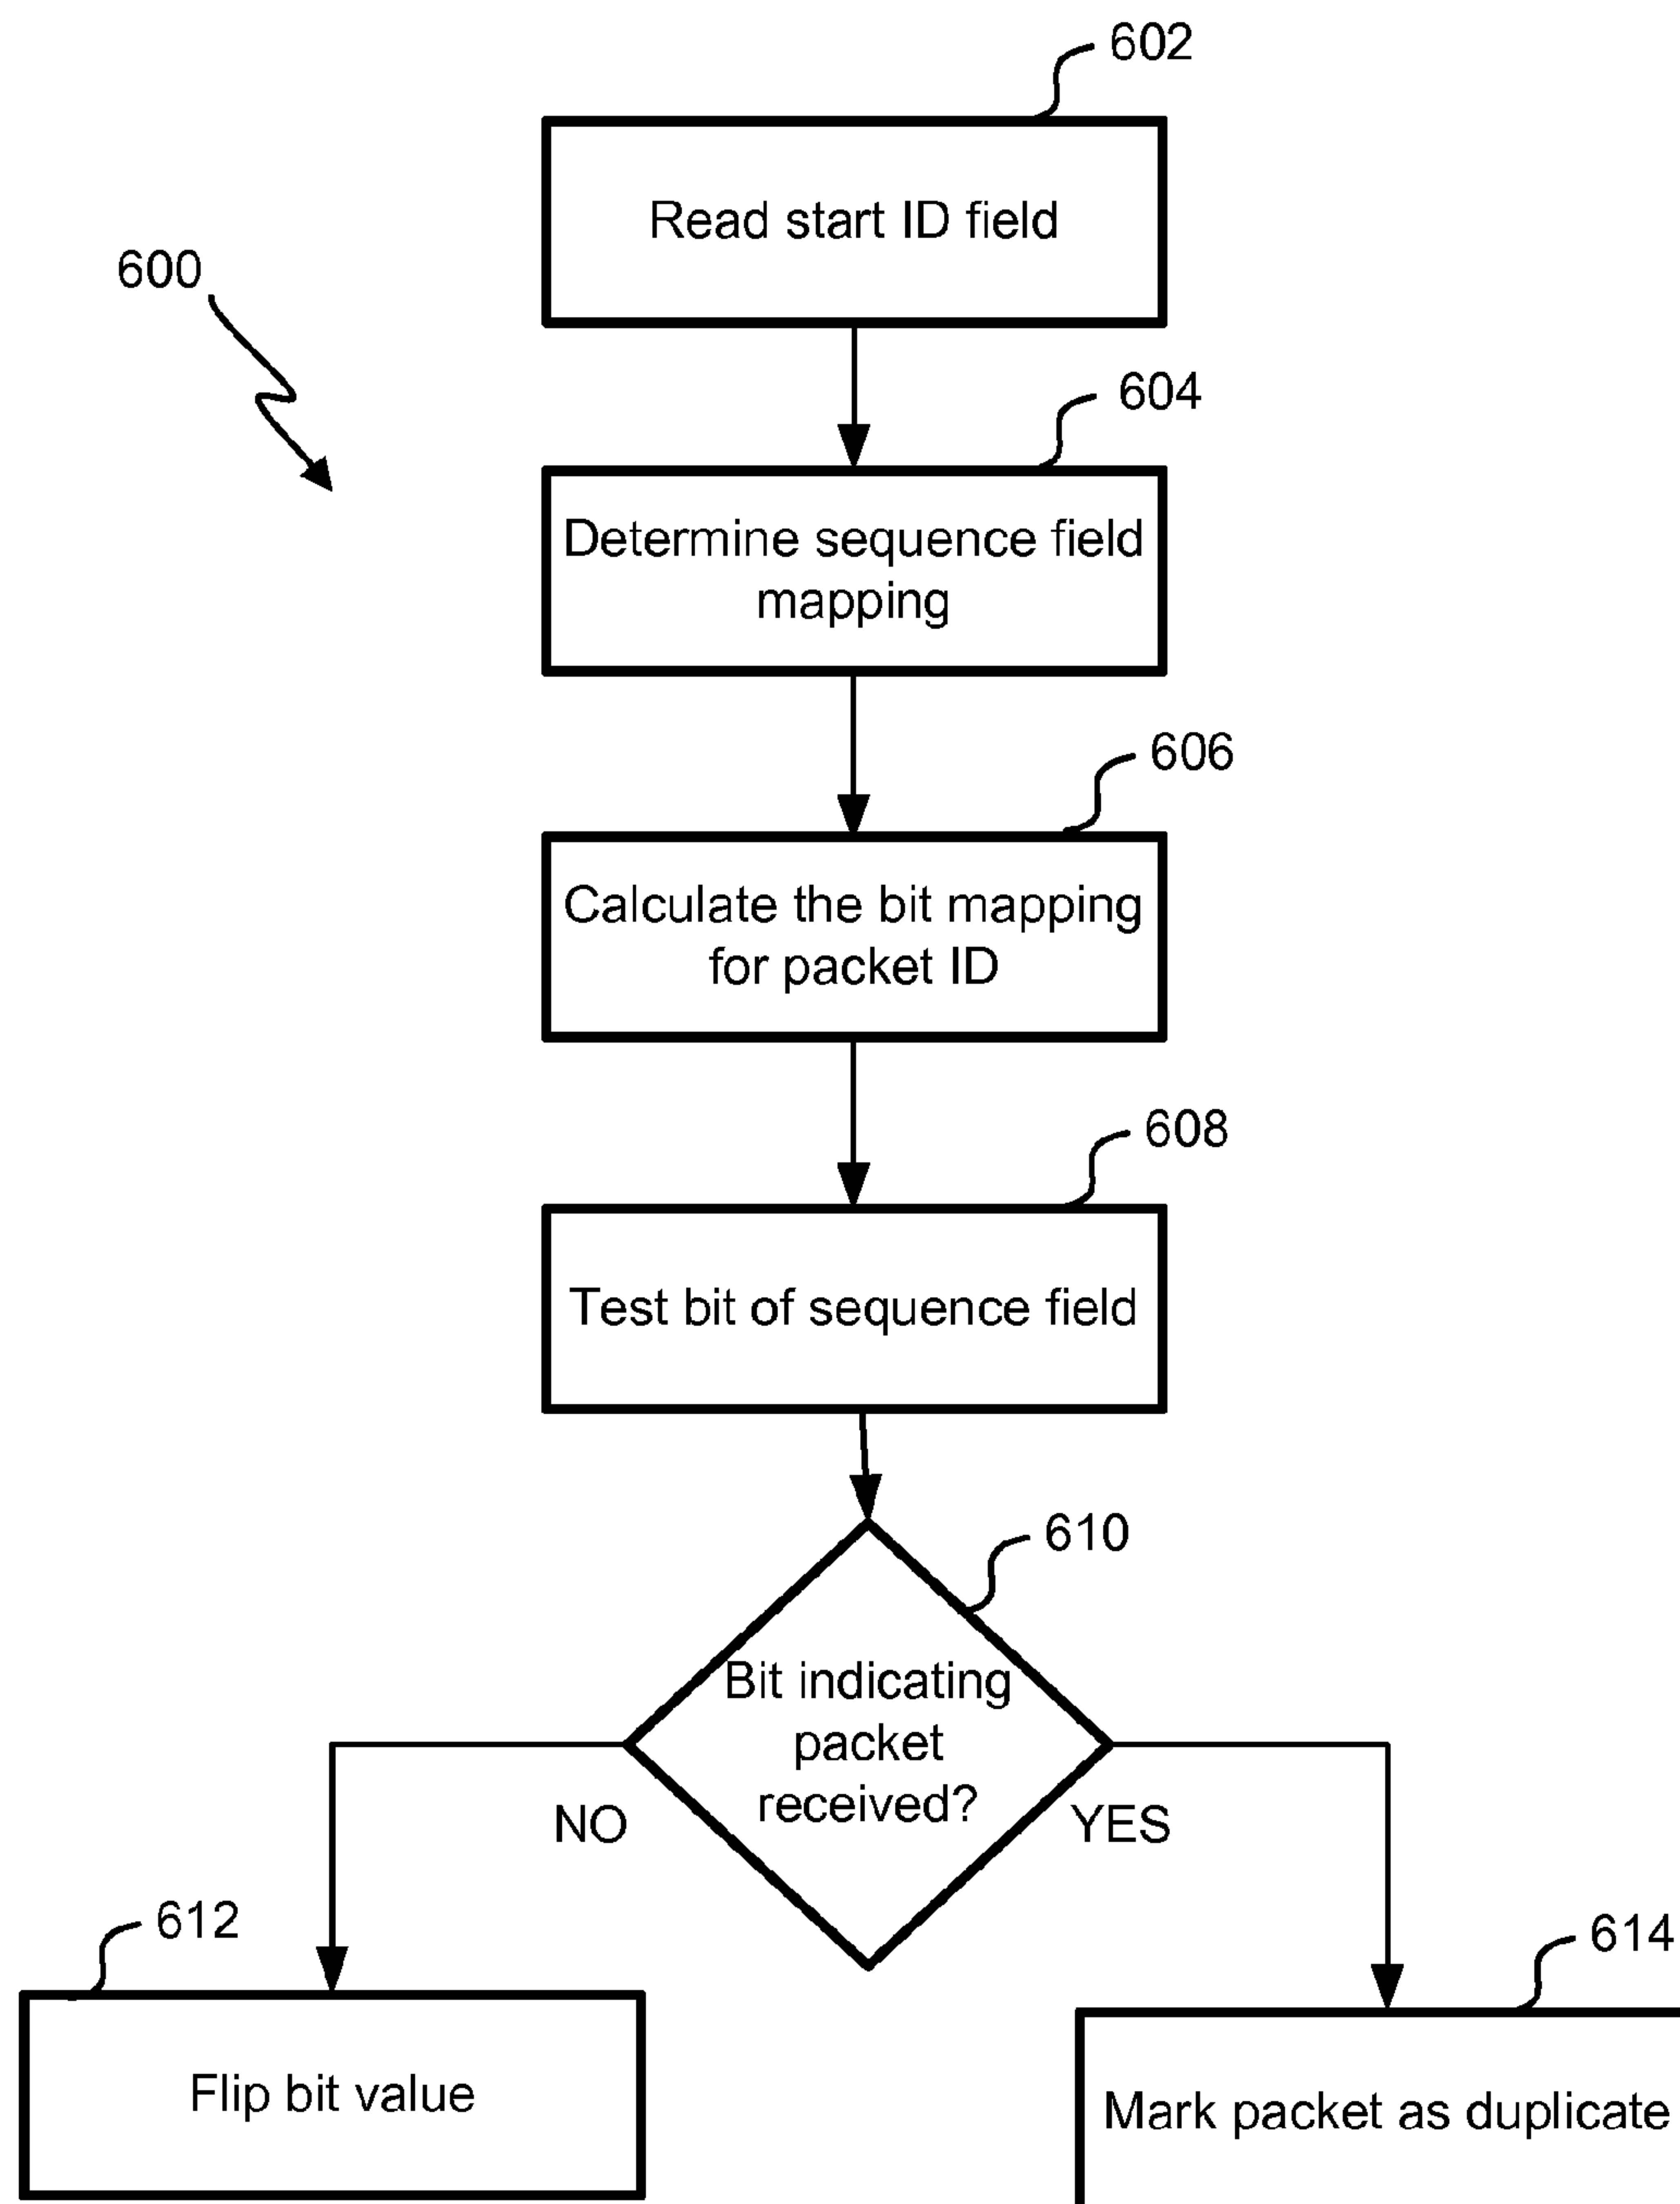 602
Read start ID field
600
604
Determine sequence field
mapping
606
Calculate the bit mapping
for packet ID
608
Test bit of sequence field
610
Bit indicating
packet
received?
NO
YES
612
Flip bit value
614
Mark packet as duplicate